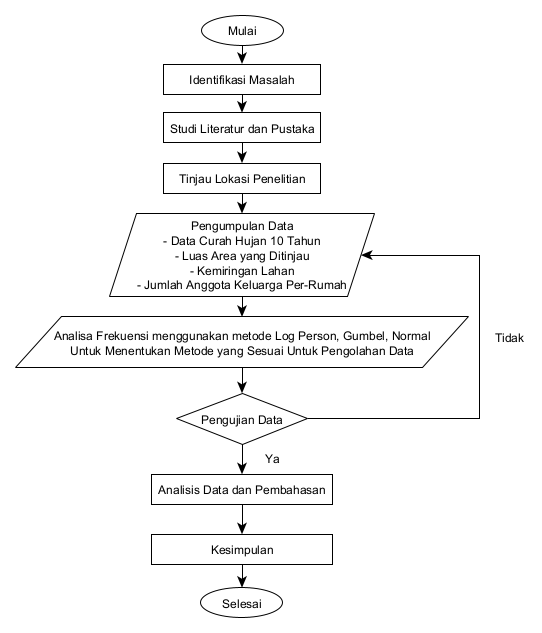 Mulai
Identifikasi Masalah
Studi Literatur dan Pustaka
Tinjau Lokasi Penelitian
Pengumpulan Data
- Data Curah Hujan 10 Tahun
- Luas Area yang Ditinjau
- Kemiringan Lahan
- Jumlah Anggota Keluarga Per-Rumah
Analisa Frekuensi menggunakan metode Log Person, Gumbel, Normal
Untuk Menentukan Metode yang Sesuai Untuk Pengolahan Data
Tidak
Pengujian Data
Ya
Analisis Data dan Pembahasan
Kesimpulan
Selesai